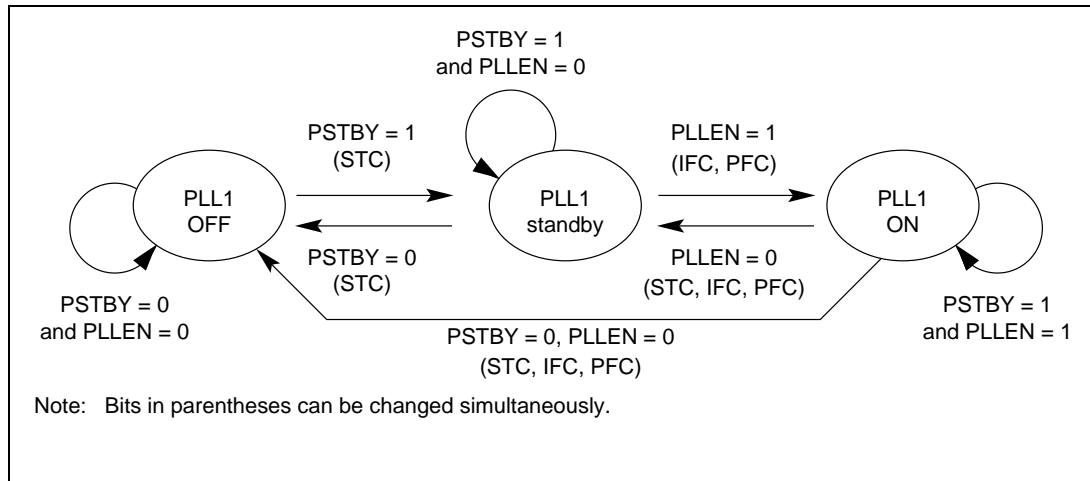 PSTBY = 1
and PLLEN = 0
PSTBY = 1
(STC)
PLLEN = 1
(IFC, PFC)
PLL1
OFF
PLL1
standby
PLL1
ON
PSTBY = 0
(STC)
PLLEN = 0
(STC, IFC, PFC)
PSTBY = 0
and PLLEN = 0
PSTBY = 1
and PLLEN = 1
PSTBY = 0, PLLEN = 0
(STC, IFC, PFC)
Note: Bits in parentheses can be changed simultaneously.